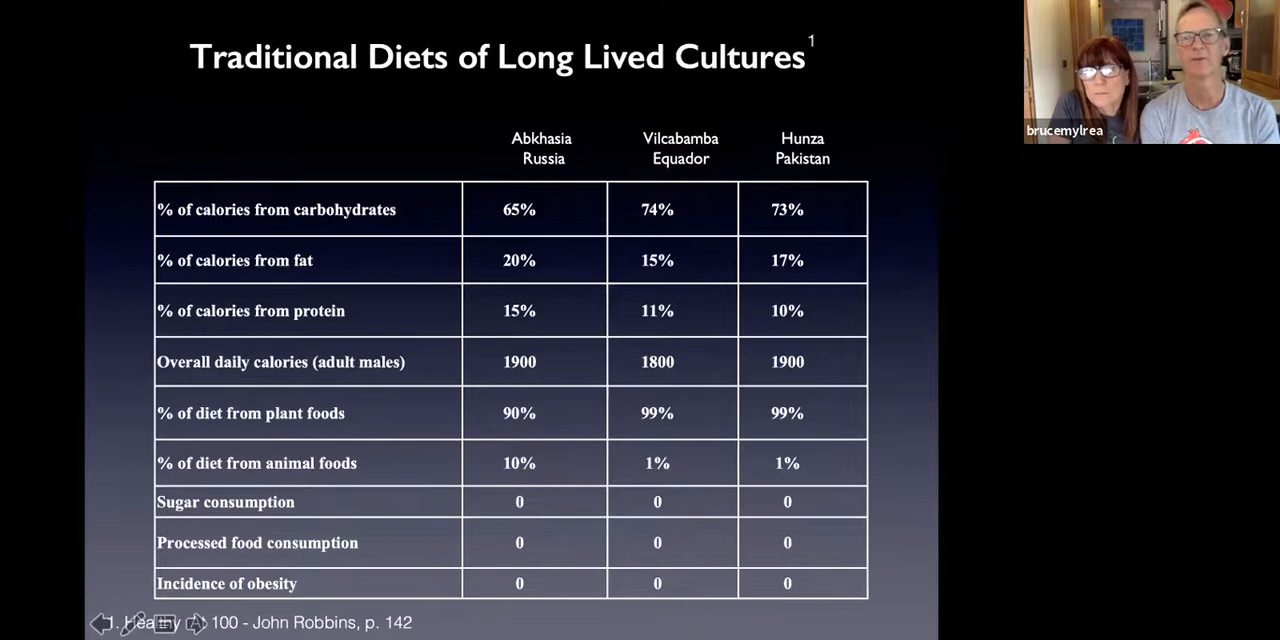 Traditional Diets of Long Lived Cultures1
brucemylrea
Abkhasia Vilcabamba Hunza
Russia Equador Pakistan
% of calories from carbohydrates 65% 74% 73%
% of calories from fat 20% 15% 17%
% of calories from protein 15% 11% 10%
Overall daily calories (adult males) 1900 1800 1900
% of diet from plant foods 90% 99% 99%
% of diet from animal foods 10% 1% 1%
Sugar consumption 0 0 0
Processed food consumption 0 0 0
Incidence of obesity 0 0 0
1. Healthy 100 - John Robbins, p. 142